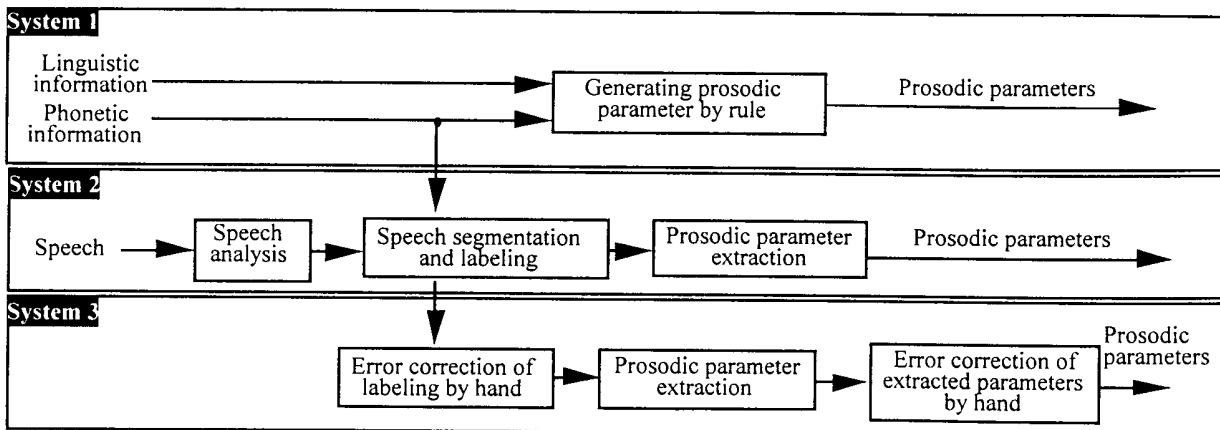 System 1
Linguistic
information
Phonetic
information
Generating prosodic
parameter by rule
Prosodic parameters
System 2
Speech
Speech
analysis
Speech segmentation
and labeling
Prosodic parameter
extraction
Prosodic parameters
System 3
Error correction of
labeling by hand
Prosodic parameter
extraction
Error correction of
extracted parameters
by hand
Prosodic
parameters